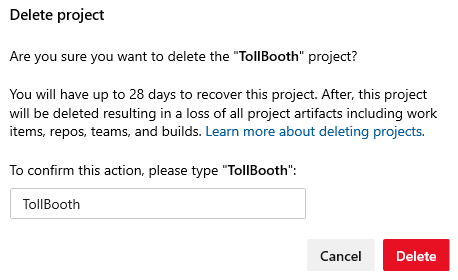 Delete project
Are you sure you want to delete the "TollBooth" project?
You will have up to 28 days to recover this project. After, this project
will be deleted resulting in a loss of all project artifacts including work
items, repos, teams, and builds. Learn more about deleting projects.
To confirm this action, please type "TollBooth":
TollBooth
Cancel Delete